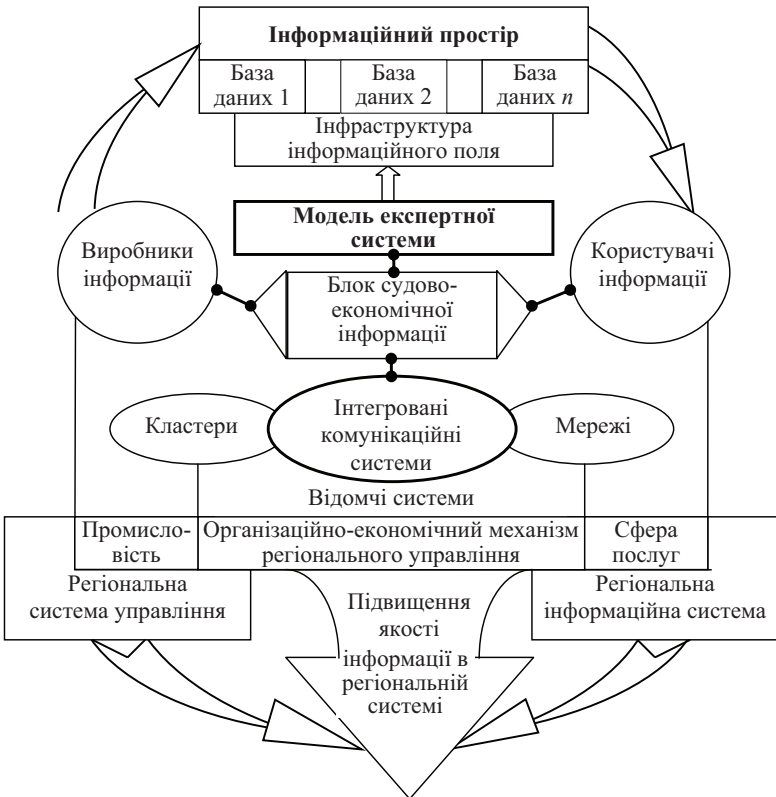 Інформаційний простір
База
даних 1
База
даних 2
База
даних n
Інфраструктура
інформаційного поля
Модель експертної
системи
Виробники
інформації
Користувачі
інформації
Блок судово-
економічної
інформації
Кластери
Інтегровані
комунікаційні
системи
Мережі
Відомчі системи
Промисло-
вість
Організаційно-економічний механізм
регіонального управління
Сфера
послуг
Регіональна
система управління
Регіональна
інформаційна система
Підвищення
якості
інформації в
регіональній
системі